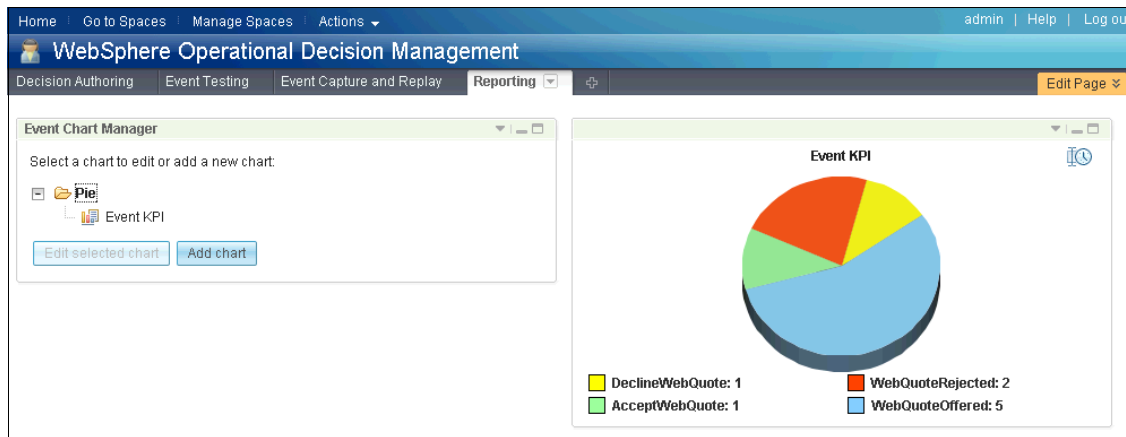 Home Go to Spaces Manage Spaces Actions admin | Help | Log ou
WebSphere Operational Decision Management
Decision Authoring Event Testing Event Capture and Replay Reporting Edit Page
Event Chart Manager
Select a chart to edit or add a new chart:
Pie
Event KPI
Edit selected chart Add chart
Event KPI
DeclineWebQuote: 1 WebQuoteRejected: 2
AcceptWebQuote: 1 WebQuoteOffered: 5